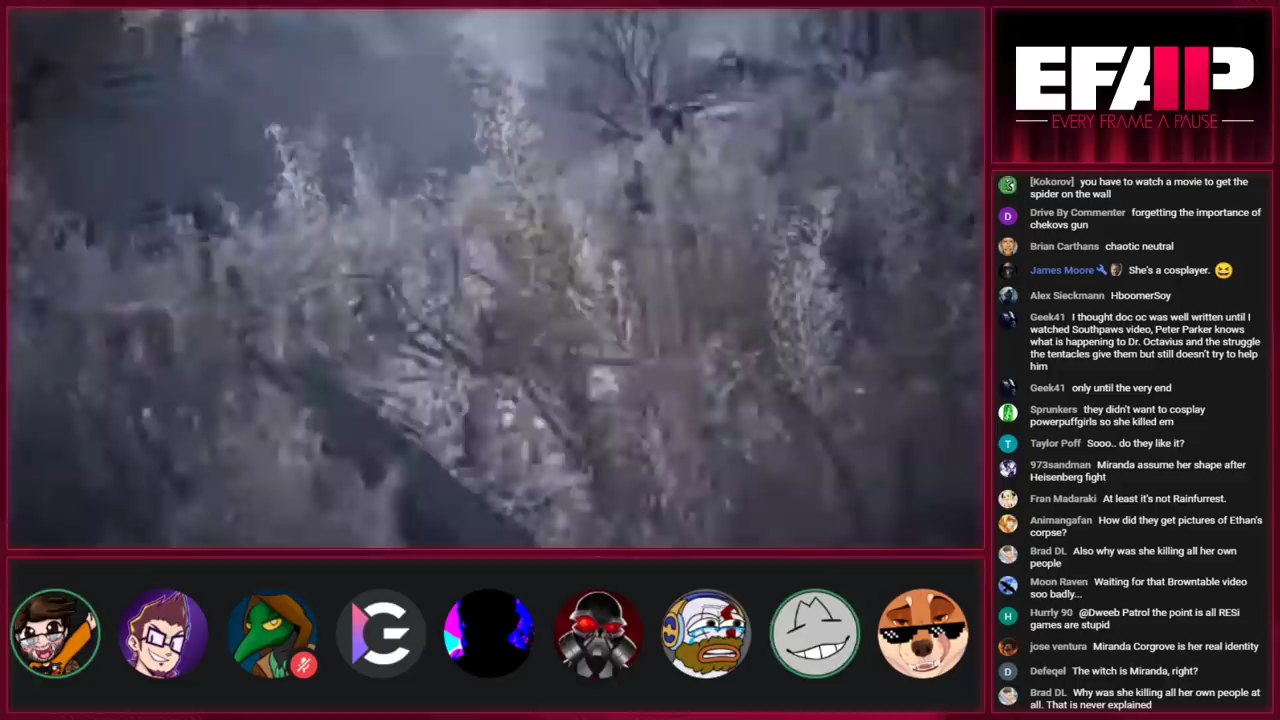 EFAP
EVERY FRAME A PAUSE
[Kokorov] you have to watch a movie to get the
spider on the wall
D
Drive By Commenter forgetting the importance of
chekovs gun
Brian Carthans chaotic neutral
James Moore She's a cosplayer. 😆
Alex Sieckmann HboomerSoy
Geek41 I thought doc oc was well written until I
watched Southpaws video, Peter Parker knows
what is happening to Dr. Octavius and the struggle
the tentacles give them but still doesn't try to help
him
Geek41 only until the very end
Sprunkers they didn't want to cosplay
powerpuffgirls so she killed em
T
Taylor Poff Sooo.. do they like it?
973sandman Miranda assume her shape after
Heisenberg fight
Fran Madaraki At least it's not Rainfurrest.
Animangafan How did they get pictures of Ethan's
corpse?
Brad DL Also why was she killing all her own
people
Moon Raven Waiting for that Browntable video
soo badly...
H
Hurrly 90 @Dweeb Patrol the point is all RESi
games are stupid
jose ventura Miranda Corgrove is her real identity
D
Defeqel The witch is Miranda, right?
Brad DL Why was she killing all her own people at
all. That is never explained